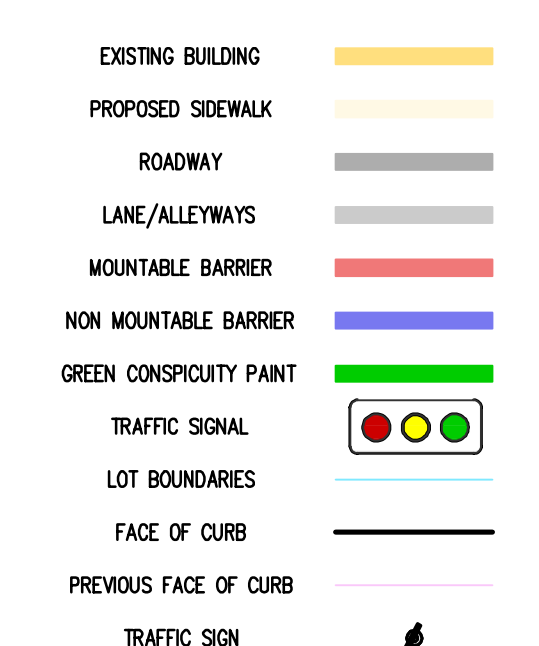 EXISTING BUILDING
PROPOSED SIDEWALK
ROADWAY
LANE/ALLEYWAYS
MOUNTABLE BARRIER
NON MOUNTABLE BARRIER
GREEN CONSPICUITY PAINT
TRAFFIC SIGNAL
LOT BOUNDARIES
FACE OF CURB
PREVIOUS FACE OF CURB
TRAFFIC SIGN